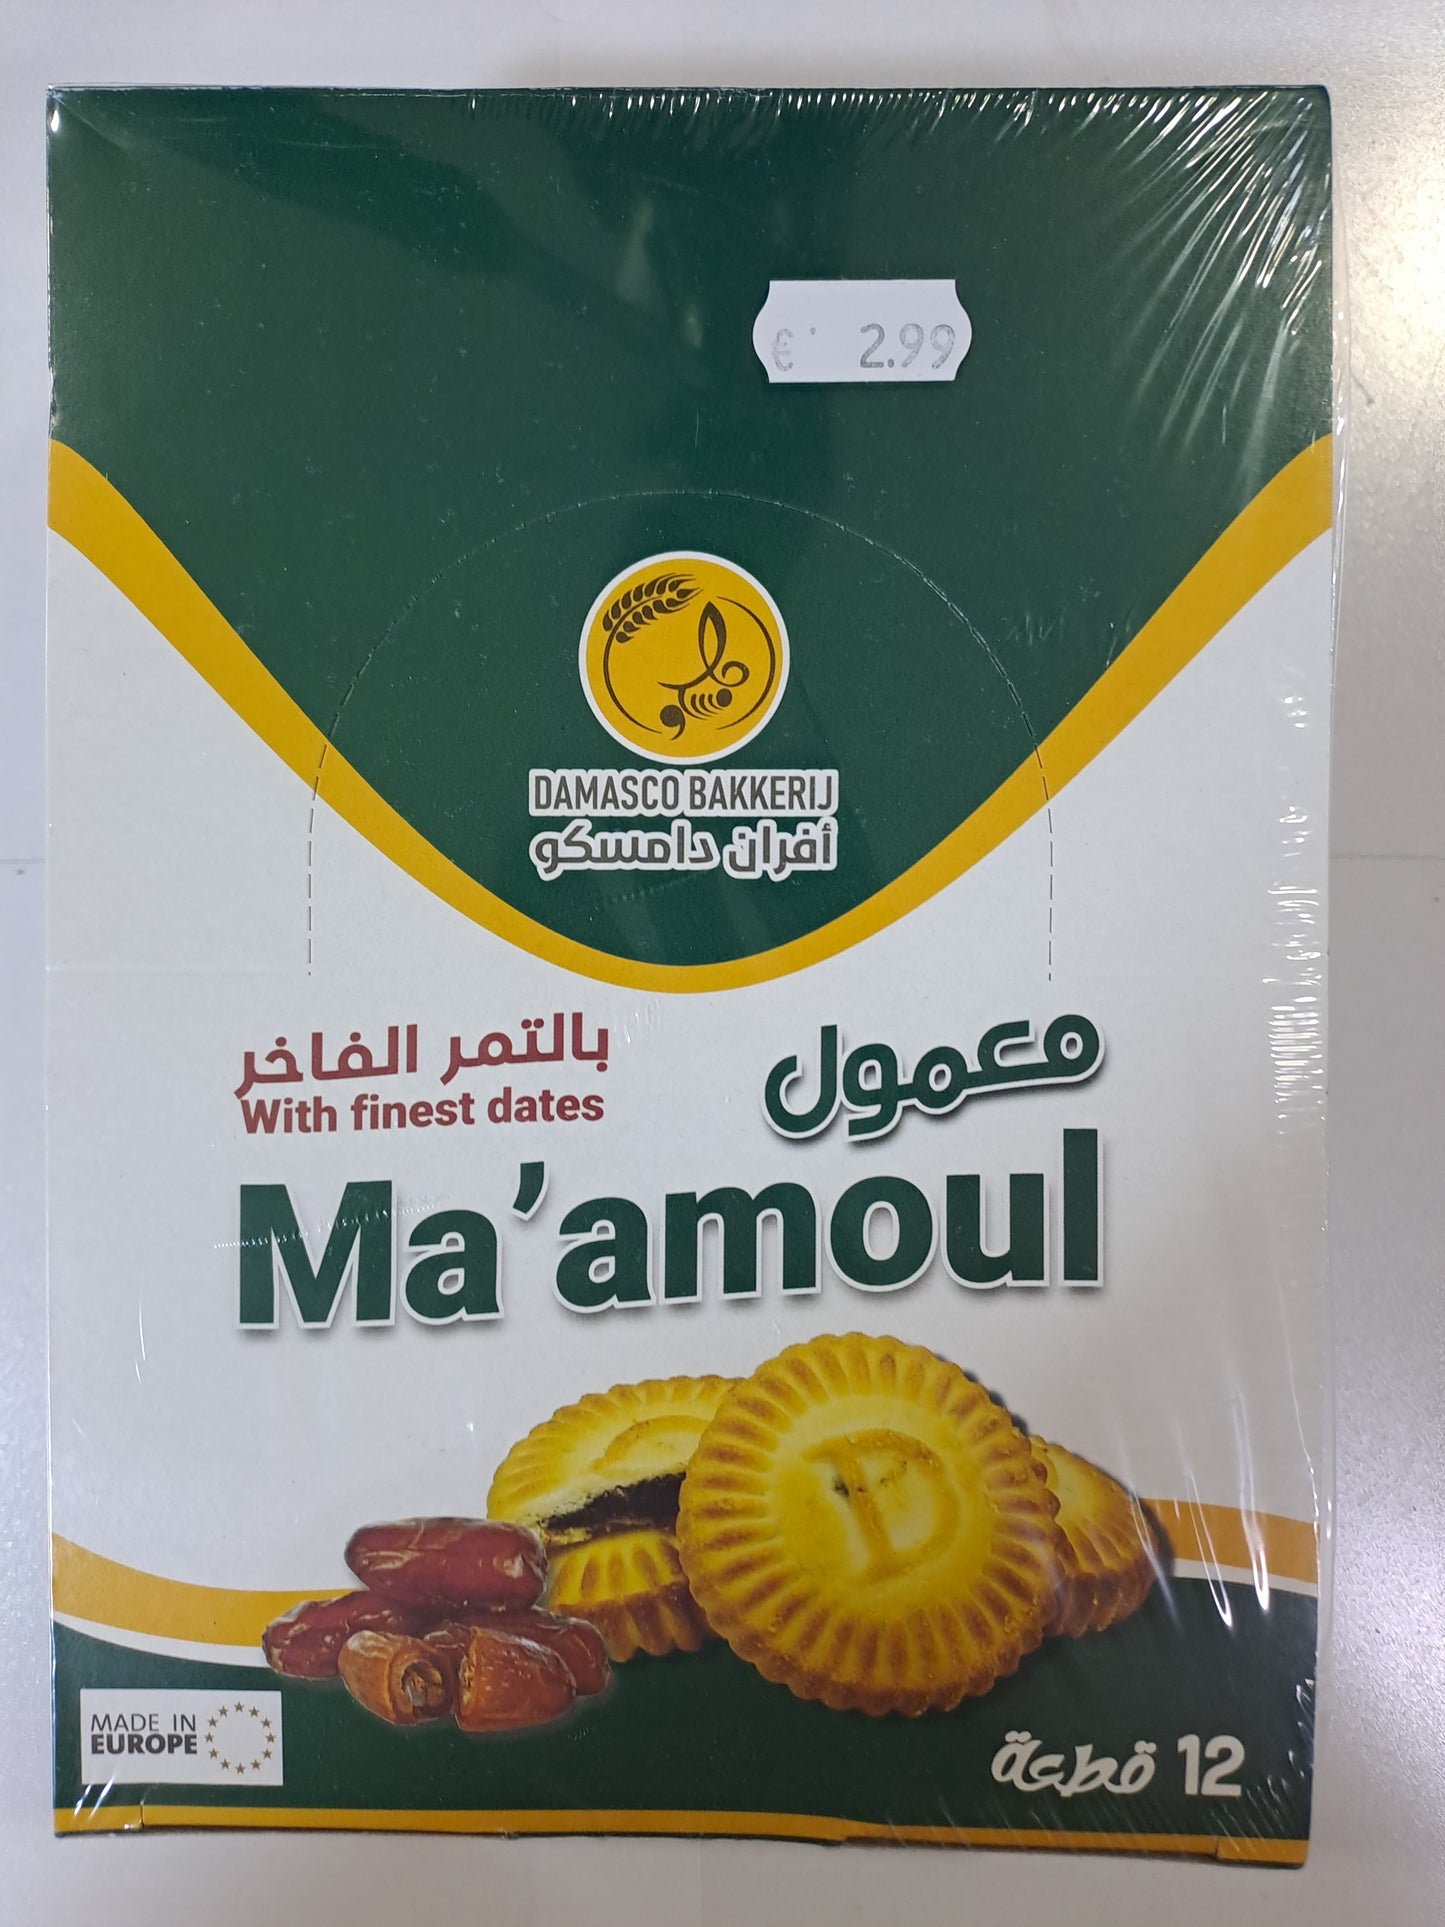 € 2.99
DAMASCO BAKKERIJ
أفران دامسكو
معمول
بالتمر الفاخر
With finest dates
Ma'amoul
D
MADE IN
EUROPE
12 قطعة